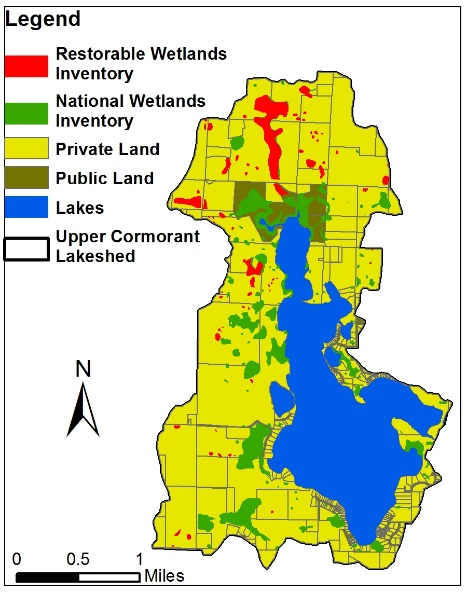 Legend
Restorable Wetlands
Inventory
National Wetlands
Inventory
Private Land
Public Land
Lakes
Upper Cormorant
Lakeshed
N
0 0.5 1
Miles